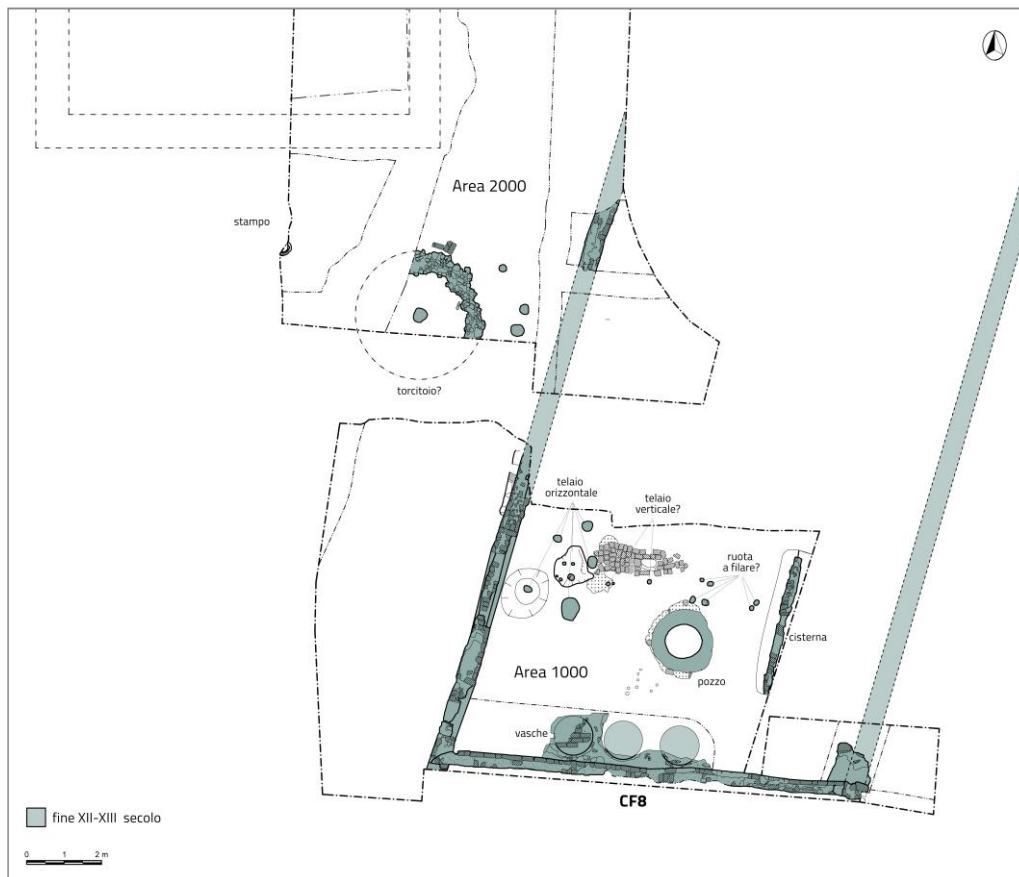 Area 2000
stampo
torcitoio?
telaio
orizzontale
telaio
verticale?
ruota
a filare?
cisterna
pozzo
Area 1000
vasche
CF8
fine XII-XIII secolo
0 1 2 m